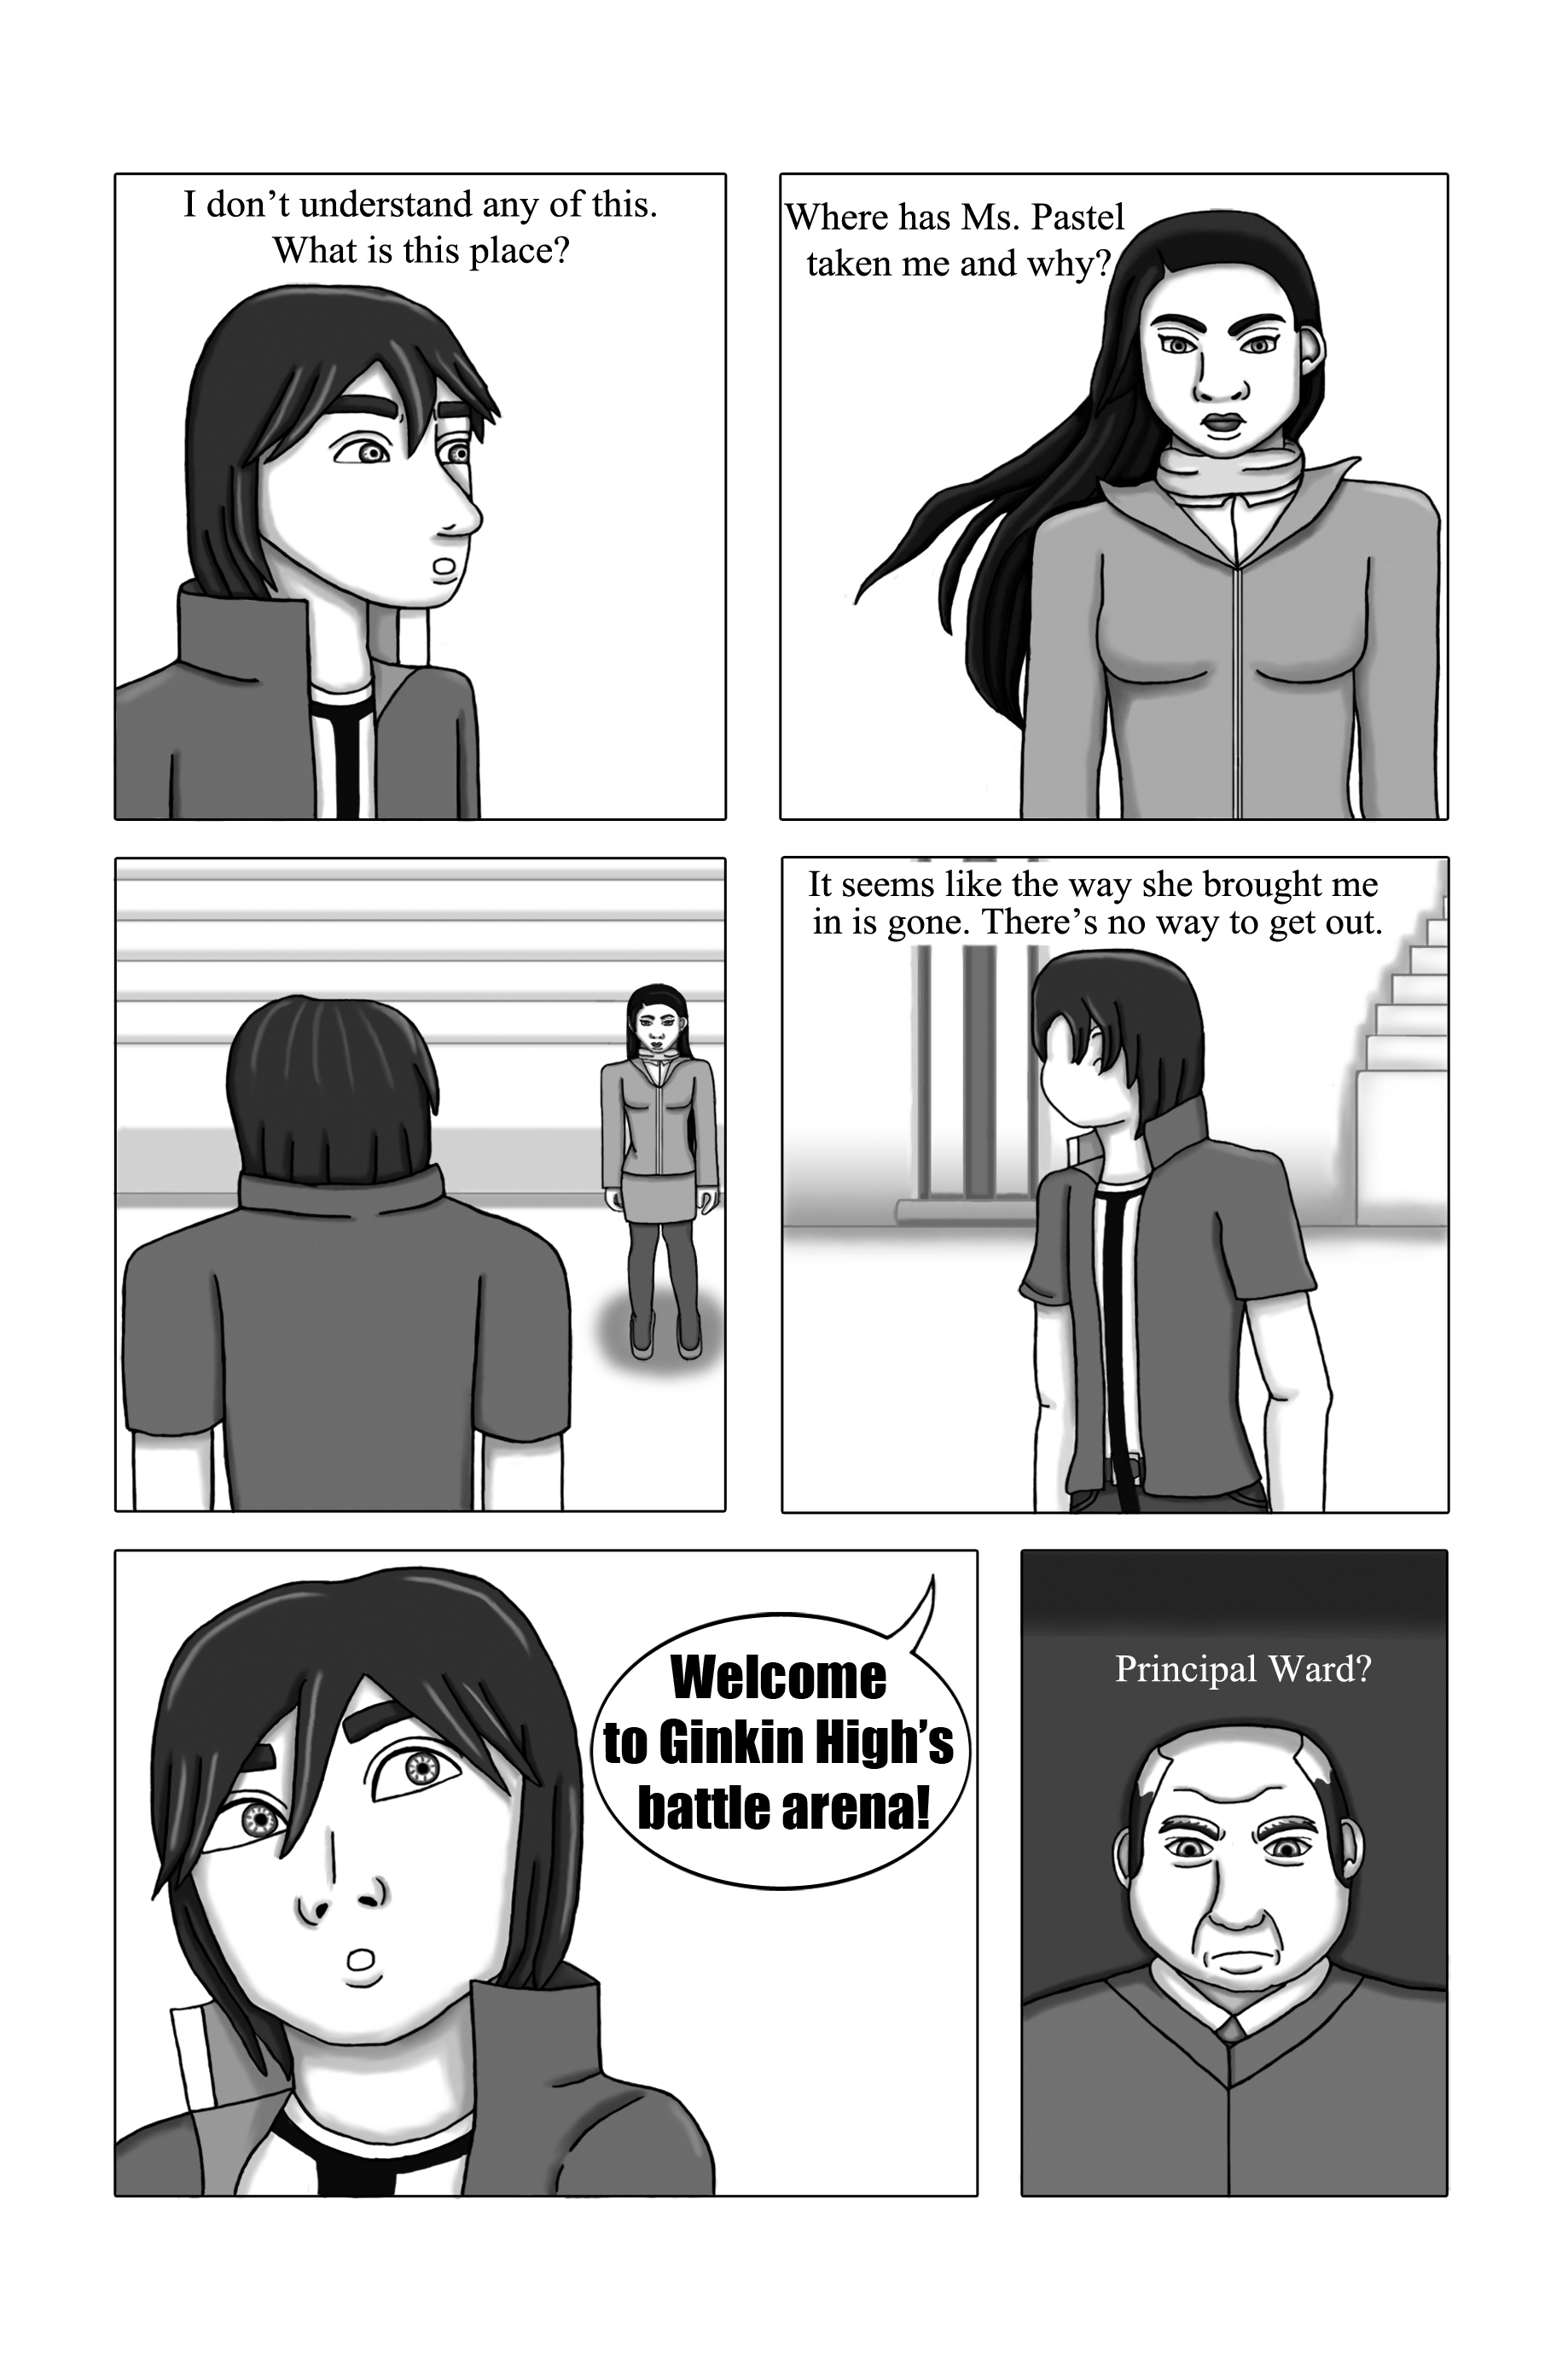 I don’t understand any of this.
What is this place?
Where has Ms. Pastel
taken me and why?
It seems like the way she brought me
in is gone. There’s no way to get out.
Welcome
to Ginkin High’s
battle arena!
Principal Ward?